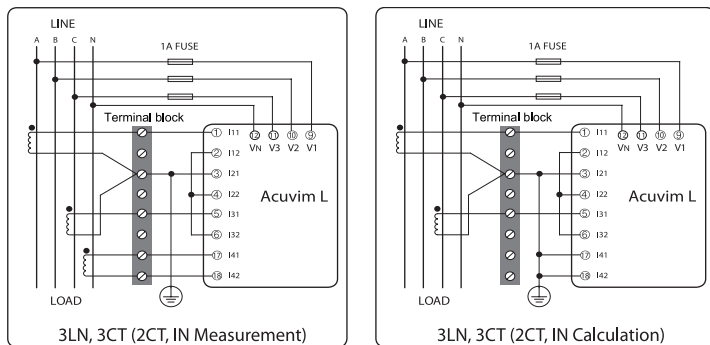 LINE
A B C N
1A FUSE
Terminal block
12 11 10 9
VN V3 V2 V1
1 I11
2 I12
3 I21
4 I22
5 I31
6 I32
17 I41
18 I42
Acuvim L
LOAD
3LN, 3CT (2CT, IN Measurement)
LINE
A B C N
1A FUSE
Terminal block
12 11 10 9
VN V3 V2 V1
1 I11
2 I12
3 I21
4 I22
5 I31
6 I32
17 I41
18 I42
Acuvim L
LOAD
3LN, 3CT (2CT, IN Calculation)